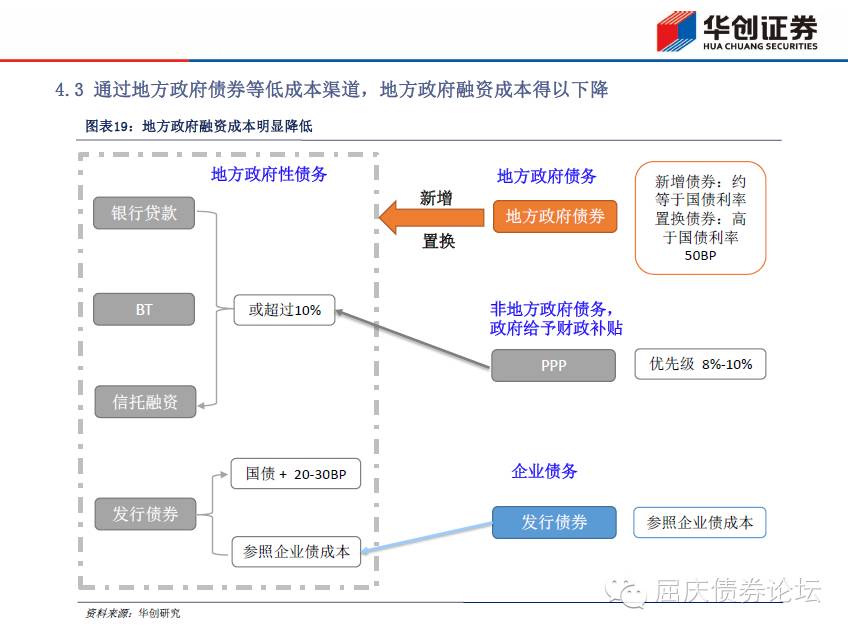 华创证券
HUA CHUANG SECURITIES
4.3 通过地方政府债券等低成本渠道，地方政府融资成本得以下降
图表19：地方政府融资成本明显降低
地方政府性债务
银行贷款
BT
信托融资
或超过10%
发行债券
国债 + 20-30BP
参照企业债成本
新增
置换
地方政府债务
地方政府债券
新增债券：约
等于国债利率
置换债券：高
于国债利率
50BP
非地方政府债务，
政府给予财政补贴
PPP
优先级 8%-10%
企业债务
发行债券
参照企业债成本
资料来源：华创研究
屈庆债券论坛